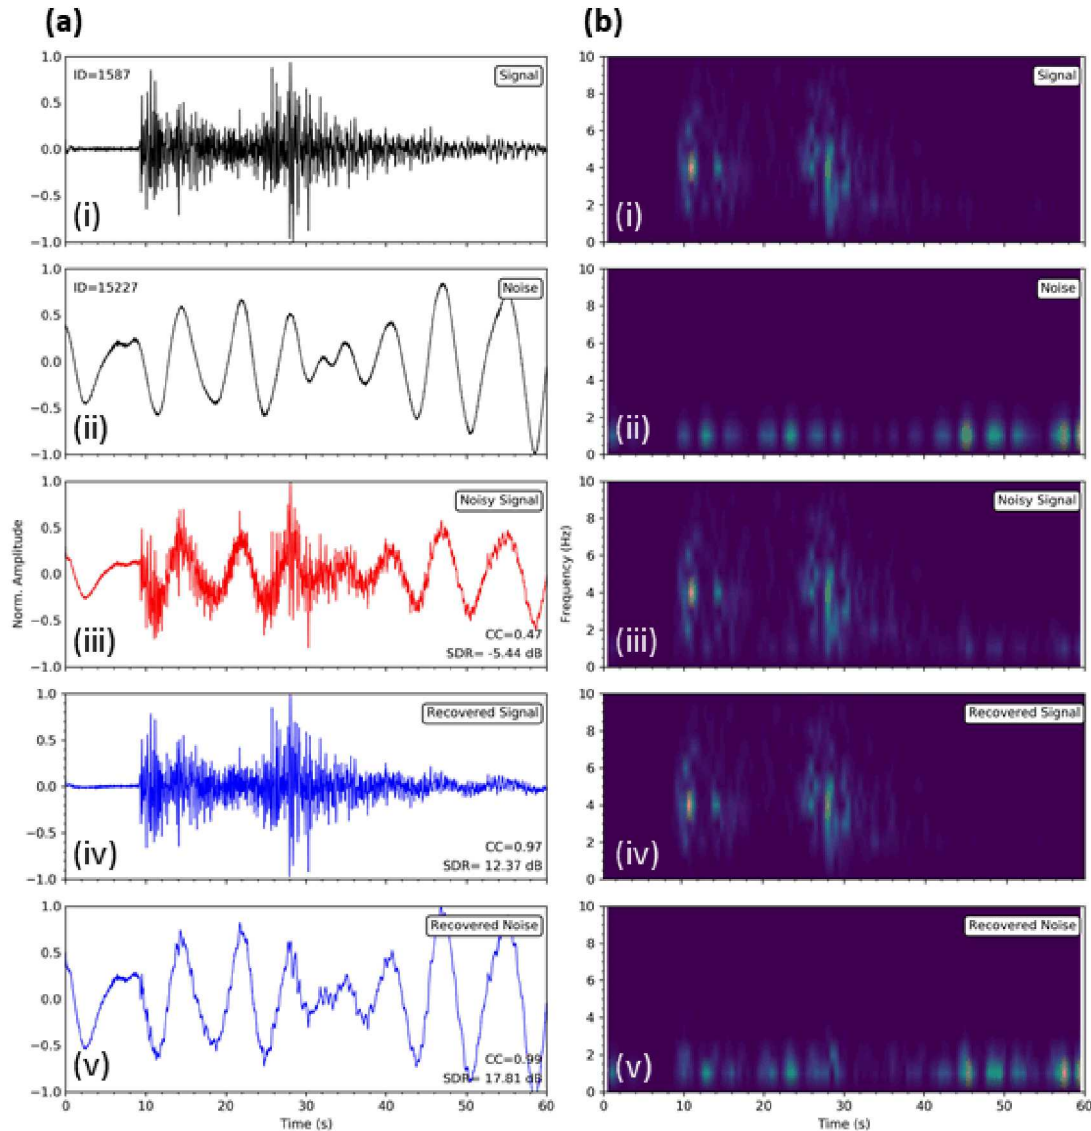 (a)
(b)
1.0
0.5
0.0
−0.5
−1.0
ID=1587
Signal
(i)
10
8
6
4
2
0
Signal
(i)
1.0
0.5
0.0
−0.5
−1.0
ID=15227
Noise
(ii)
10
8
6
4
2
0
Noise
(ii)
Norm. Amplitude
1.0
0.5
0.0
−0.5
−1.0
Noisy Signal
(iii)
CC=0.47
SDR= -5.44 dB
Frequency (Hz)
10
8
6
4
2
0
Noisy Signal
(iii)
1.0
0.5
0.0
−0.5
−1.0
Recovered Signal
(iv)
CC=0.97
SDR= 12.37 dB
10
8
6
4
2
0
Recovered Signal
(iv)
1.0
0.5
0.0
−0.5
−1.0
Recovered Noise
(v)
CC=0.99
SDR= 17.81 dB
0 10 20 30 40 50 60
Time (s)
10
8
6
4
2
0
Recovered Noise
(v)
0 10 20 30 40 50 60
Time (s)